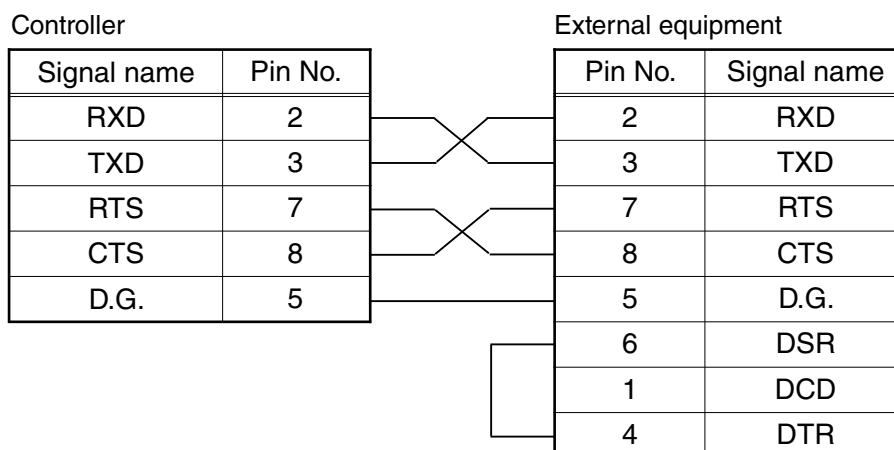 Controller
Signal name Pin No.
RXD 2
TXD 3
RTS 7
CTS 8
D.G. 5
External equipment
Pin No. Signal name
2 RXD
3 TXD
7 RTS
8 CTS
5 D.G.
6 DSR
1 DCD
4 DTR